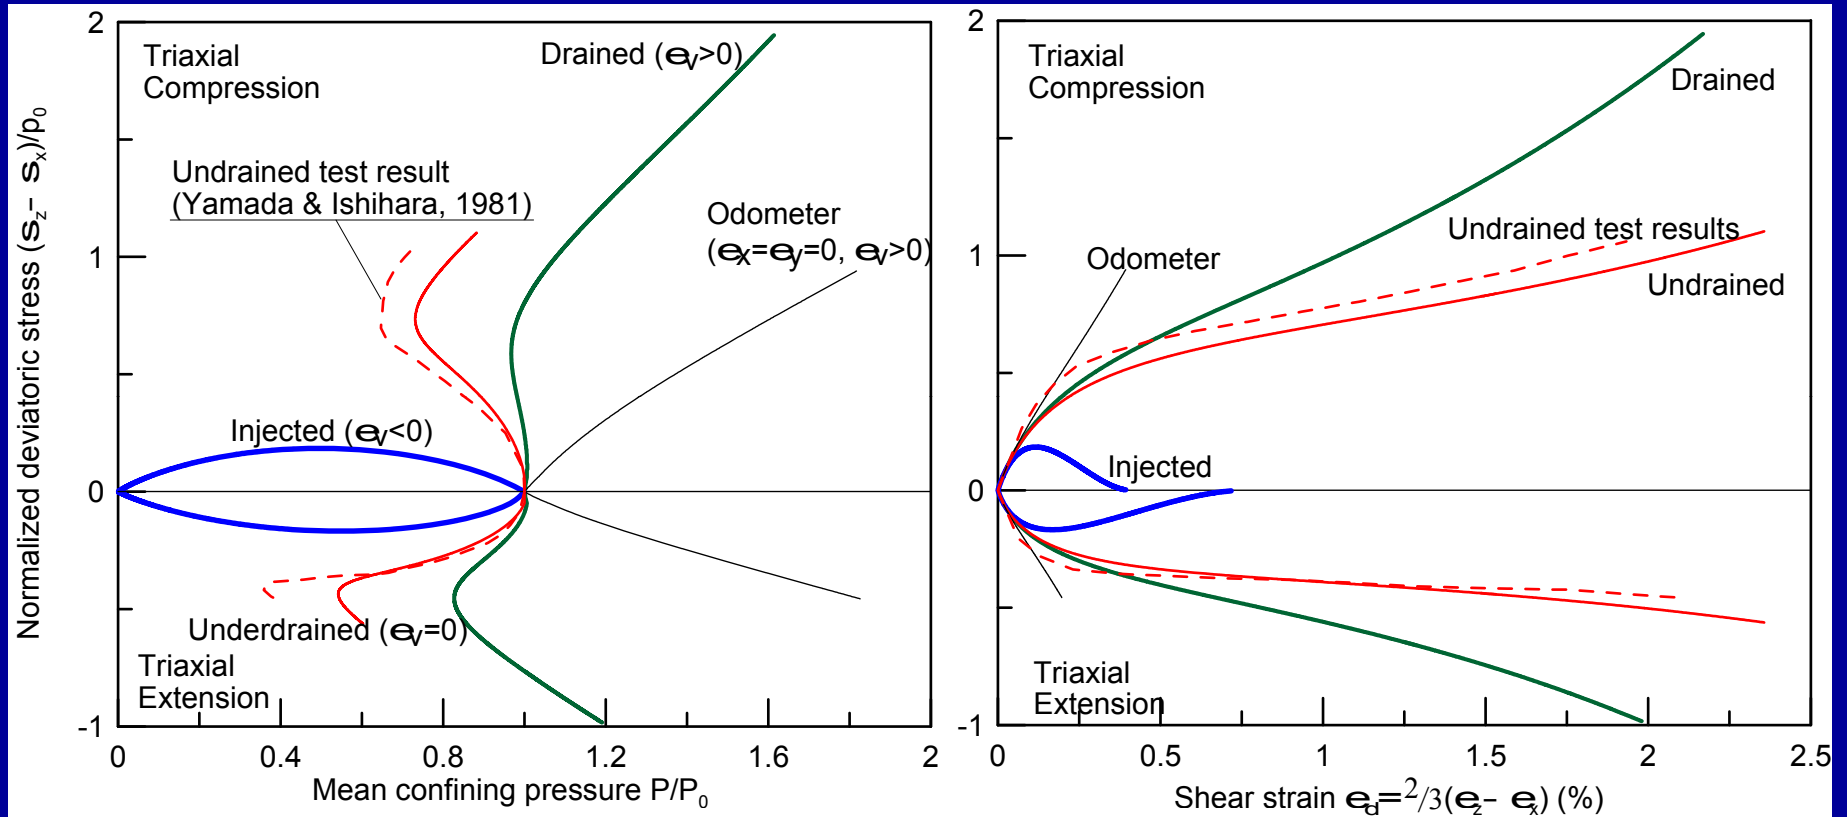 2
Triaxial
Compression
Drained (ev>0)
Undrained test result
(Yamada & Ishihara, 1981)
Odometer
(ex=ey=0, ev>0)
1
Injected (ev<0)
0
Underdrained (ev=0)
Triaxial
Extension
-1
0 0.4 0.8 1.2 1.6 2
Mean confining pressure P/P0
Normalized deviatoric stress (sz- sx)/p0
2
Triaxial
Compression
Drained
Undrained test results
Odometer
Undrained
1
Injected
0
Triaxial
Extension
-1
0 0.5 1 1.5 2 2.5
Shear strain ed=2/3(ez- ex) (%)